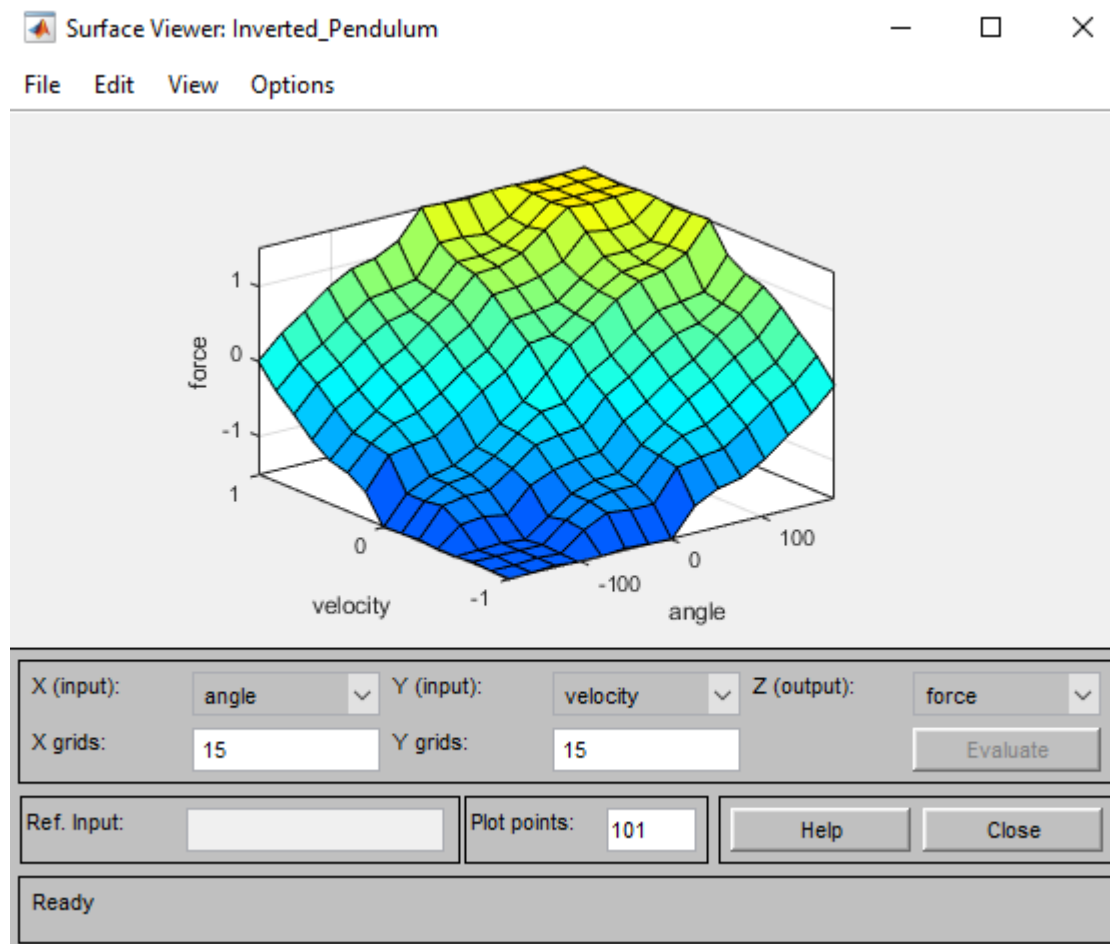 Surface Viewer: Inverted_Pendulum
File Edit View Options
1
0
-1
force
1
0
-1
velocity
-100
0
100
angle
X (input): angle Y (input): velocity Z (output): force
X grids: 15 Y grids: 15 Evaluate
Ref. Input: Plot points: 101 Help Close
Ready